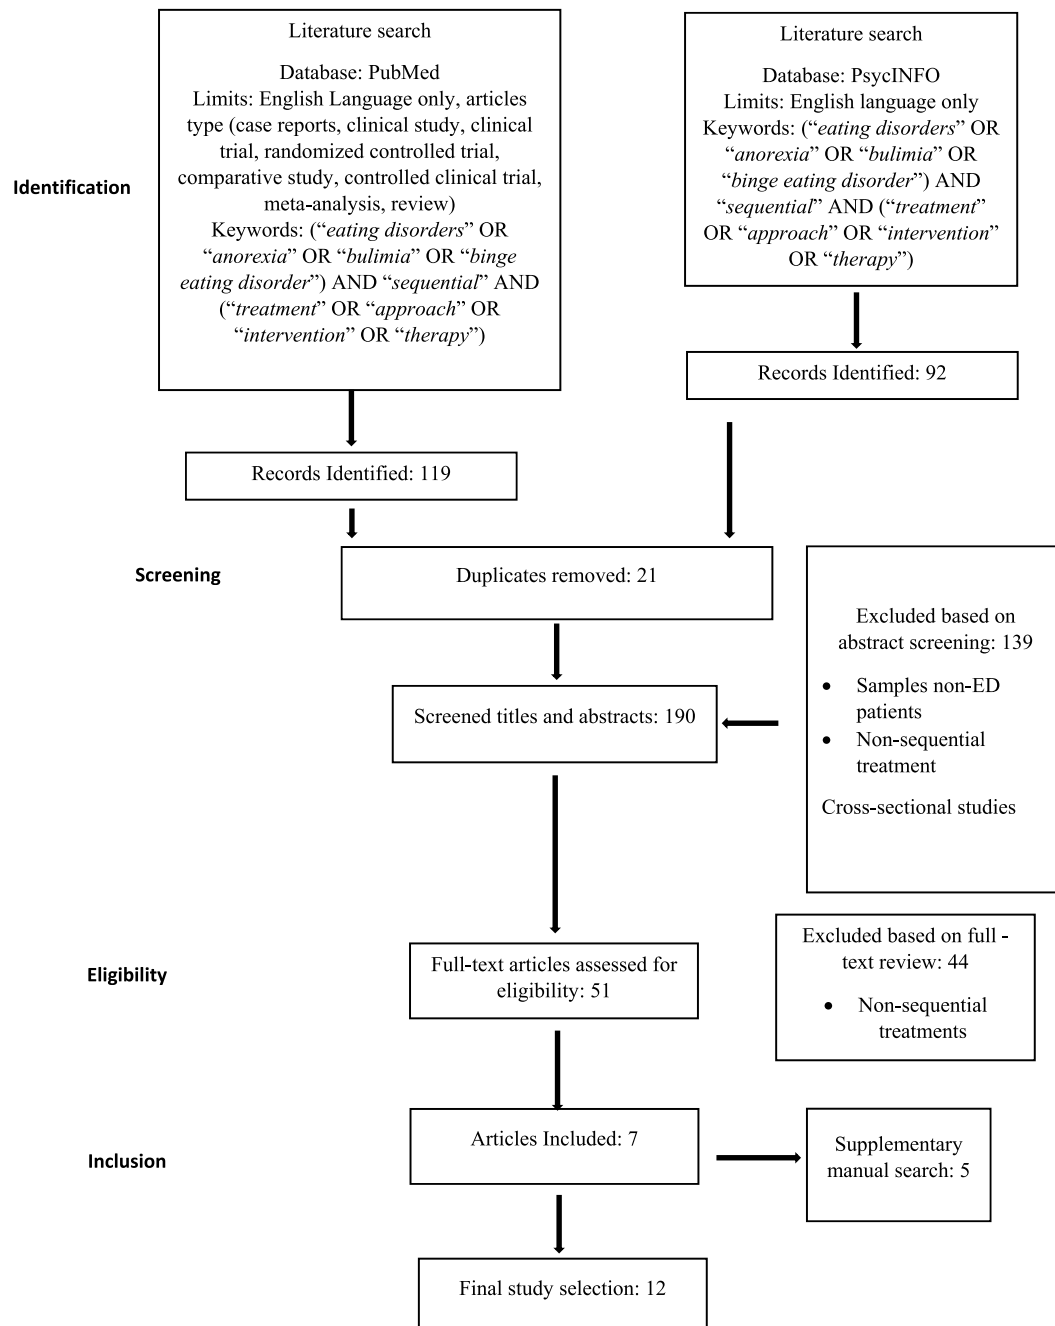 Literature search
Database: PubMed
Limits: English Language only, articles
type (case reports, clinical study, clinical
trial, randomized controlled trial,
comparative study, controlled clinical trial,
meta-analysis, review)
Keywords: (“eating disorders” OR
“anorexia” OR “bulimia” OR “binge
eating disorder”) AND “sequential” AND
(“treatment” OR “approach” OR
“intervention” OR “therapy”)
Literature search
Database: PsycINFO
Limits: English language only
Keywords: (“eating disorders” OR
“anorexia” OR “bulimia” OR
“binge eating disorder”) AND
“sequential” AND (“treatment”
OR “approach” OR “intervention”
OR “therapy”)
Identification
Records Identified: 92
Records Identified: 119
Screening
Duplicates removed: 21
Excluded based on
abstract screening: 139
• Samples non-ED
patients
• Non-sequential
treatment
Cross-sectional studies
Screened titles and abstracts: 190
Eligibility
Full-text articles assessed for
eligibility: 51
Excluded based on full -
text review: 44
• Non-sequential
treatments
Inclusion
Articles Included: 7
Supplementary
manual search: 5
Final study selection: 12